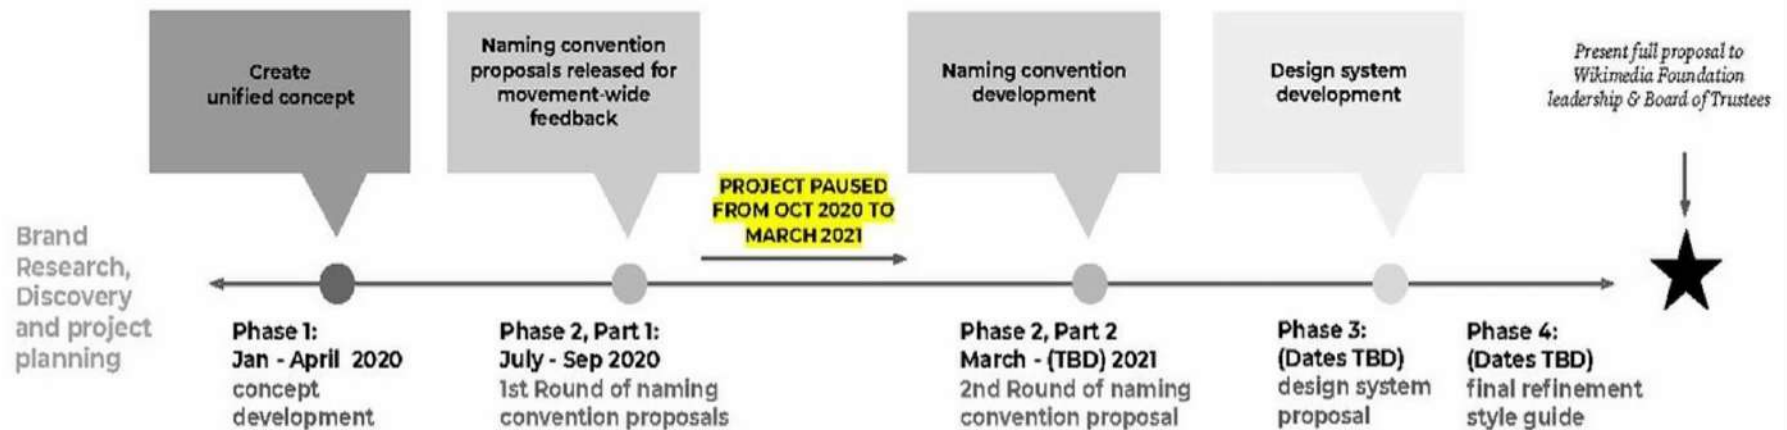 Create
unified concept
Naming convention
proposals released for
movement-wide
feedback
PROJECT PAUSED
FROM OCT 2020 TO
MARCH 2021
Naming convention
development
Design system
development
Present full proposal to
Wikimedia Foundation
leadership & Board of Trustees
Brand
Research,
Discovery
and project
planning
Phase 1:
Jan - April 2020
concept
development
Phase 2, Part 1:
July - Sep 2020
1st Round of naming
convention proposals
Phase 2, Part 2
March - (TBD) 2021
2nd Round of naming
convention proposal
Phase 3:
(Dates TBD)
design system
proposal
Phase 4:
(Dates TBD)
final refinement
style guide